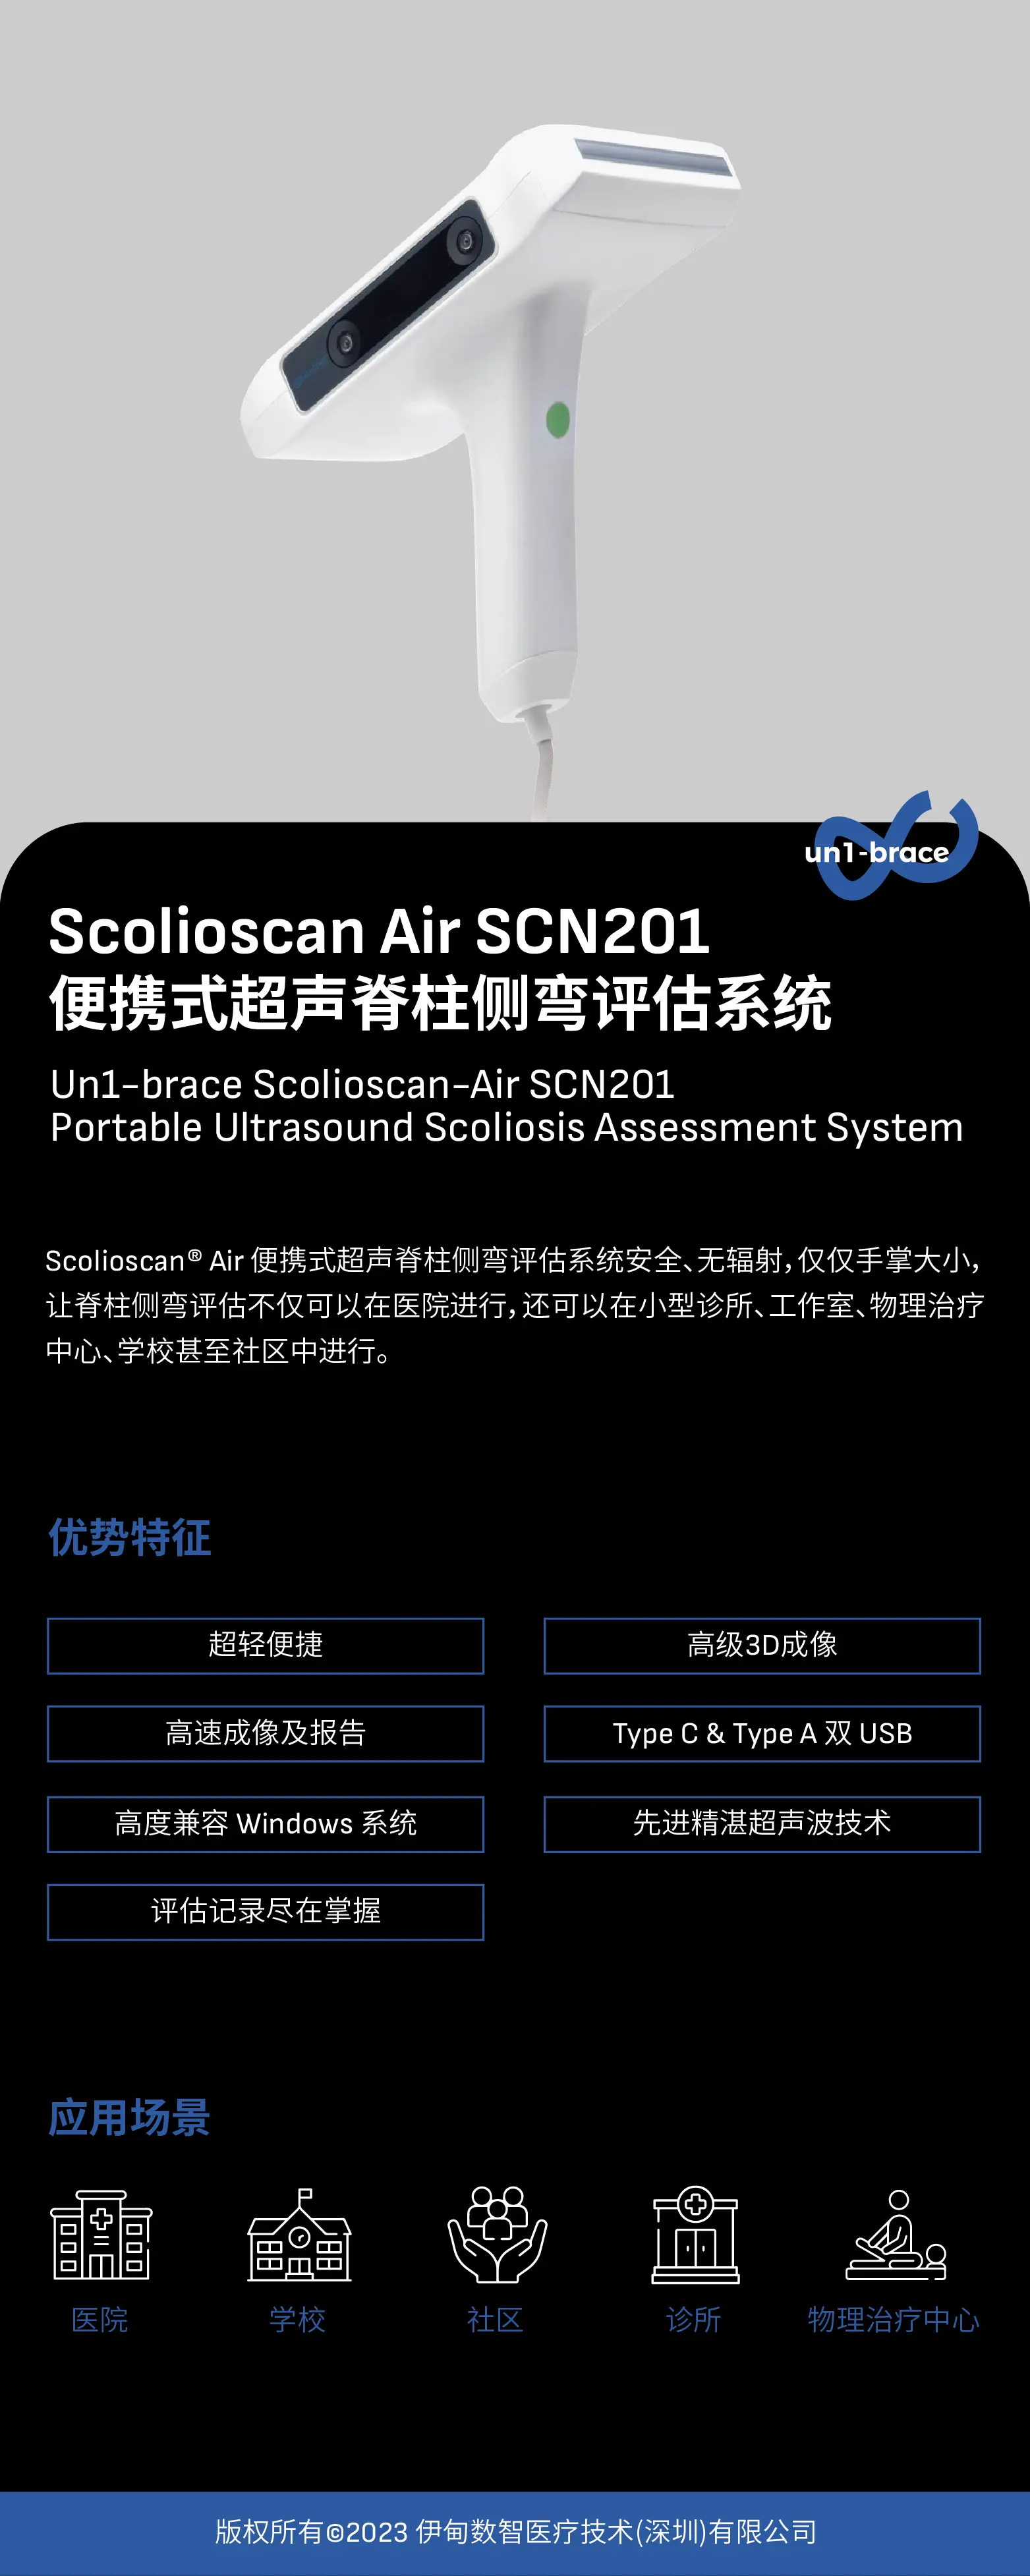 un1-brace
Scolioscan Air SCN201
便携式超声脊柱侧弯评估系统
Un1-brace Scolioscan-Air SCN201
Portable Ultrasound Scoliosis Assessment System
Scolioscan® Air 便携式超声脊柱侧弯评估系统安全、无辐射，仅仅手掌大小，
让脊柱侧弯评估不仅可以在医院进行，还可以在小型诊所、工作室、物理治疗
中心、学校甚至社区中进行。
优势特征
超轻便捷
高级3D成像
高速成像及报告
Type C & Type A 双 USB
高度兼容 Windows 系统
先进精湛超声波技术
评估记录尽在掌握
应用场景
医院
学校
社区
诊所
物理治疗中心
版权所有©2023 伊甸数智医疗技术(深圳)有限公司